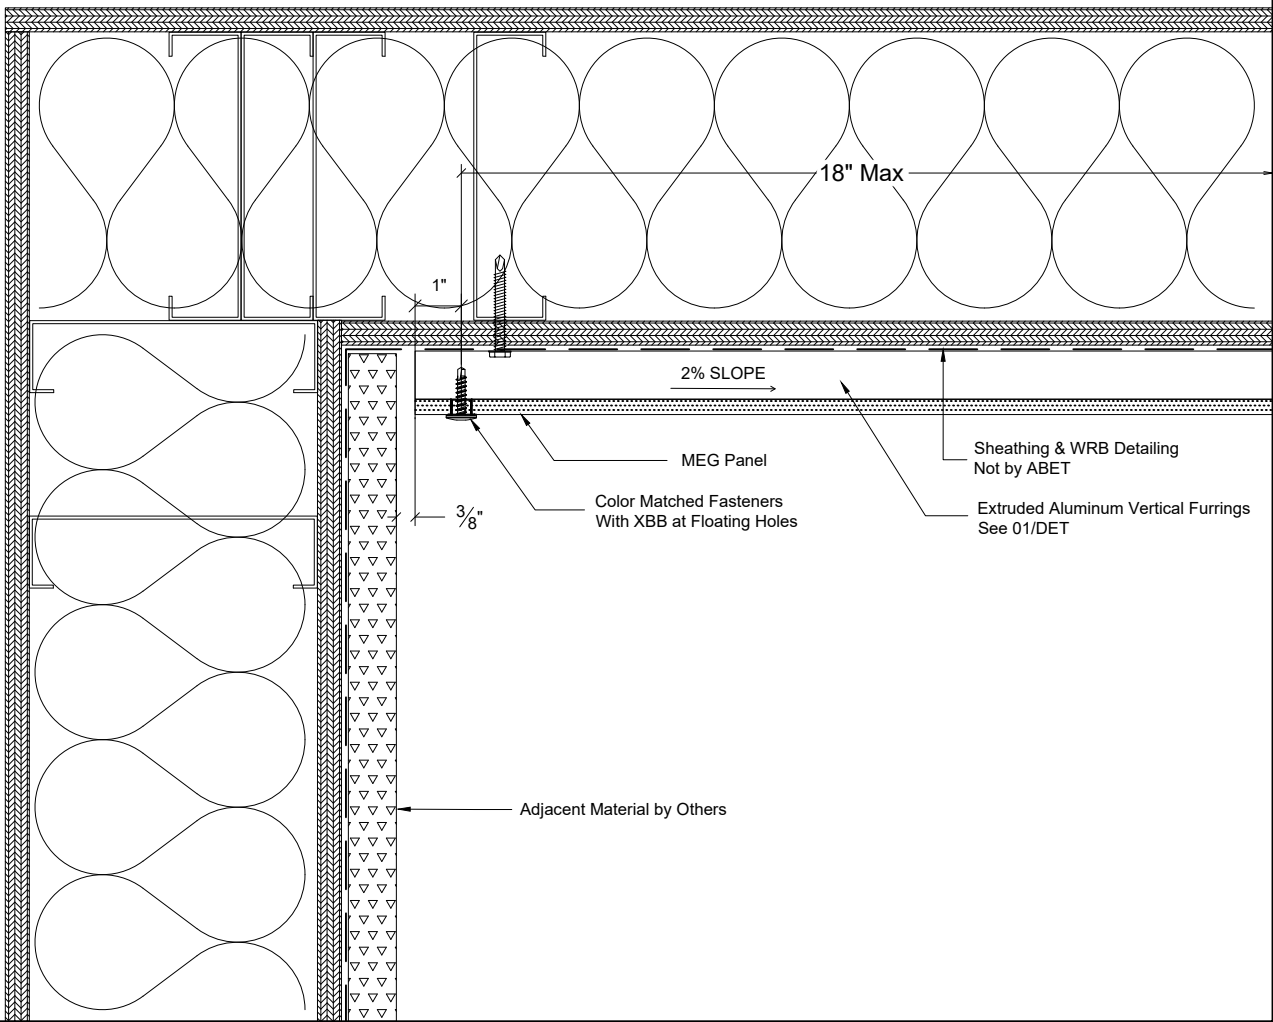 18" Max
1"
2% SLOPE
MEG Panel
Sheathing & WRB Detailing
Not by ABET
Color Matched Fasteners
With XBB at Floating Holes
3/8"
Extruded Aluminum Vertical Furrings
See 01/DET
Adjacent Material by Others